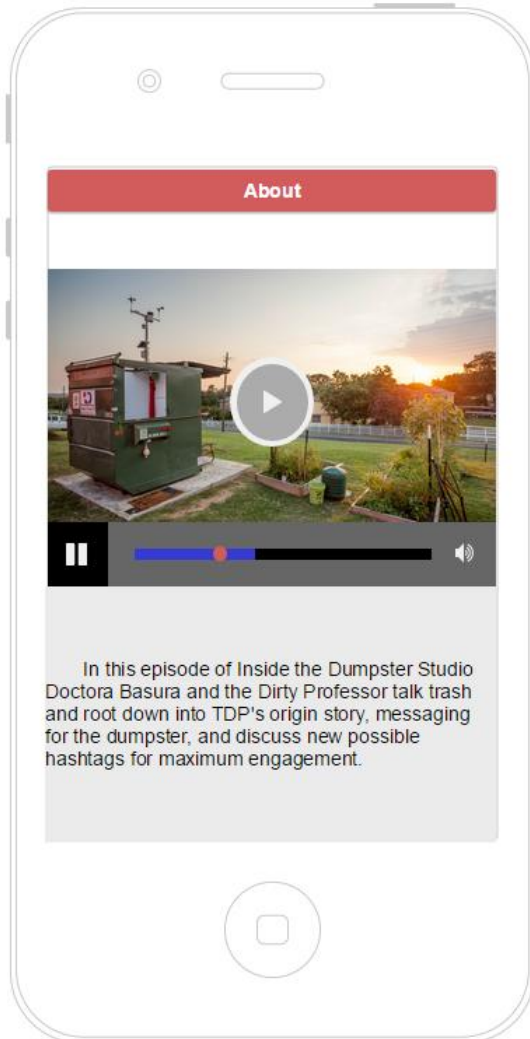 About
In this episode of Inside the Dumpster Studio
Doctora Basura and the Dirty Professor talk trash
and root down into TDP's origin story, messaging
for the dumpster, and discuss new possible
hashtags for maximum engagement.